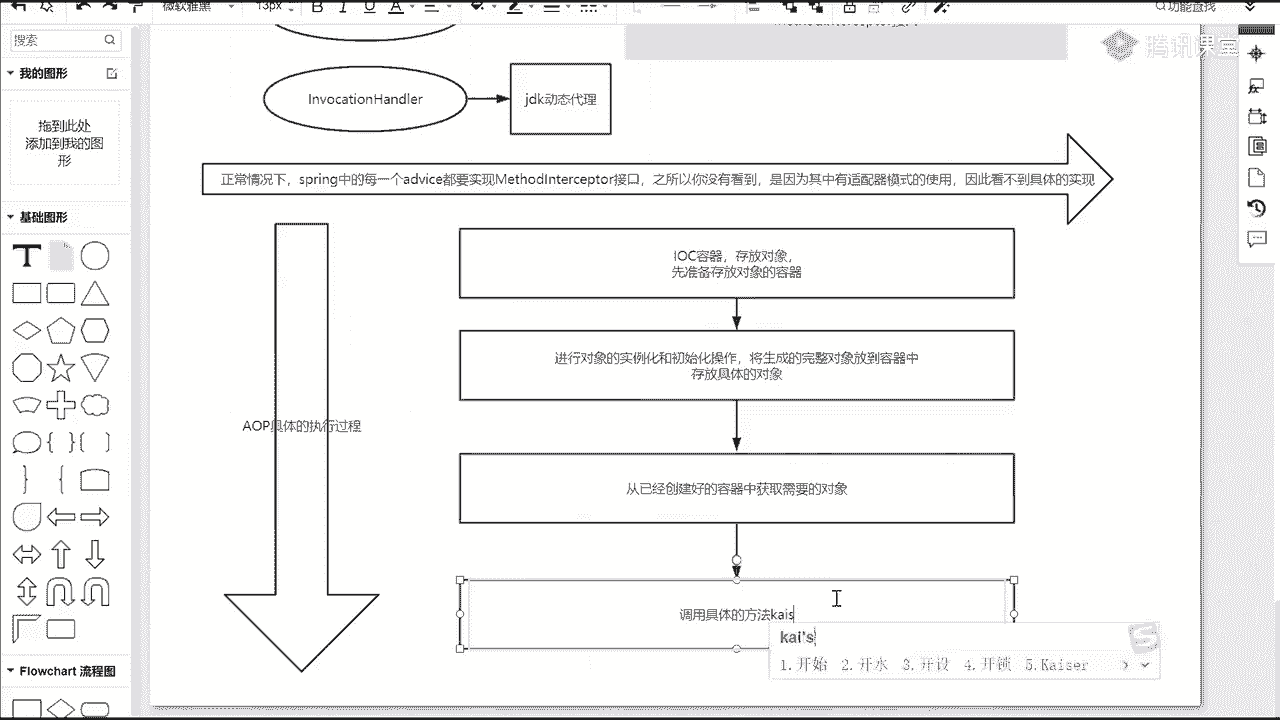 微软雅黑
13px
B I U A
功能查找
搜索
腾讯课堂
我的图形
InvocationHandler
jdk动态代理
拖到此处
添加到我的图
形
正常情况下，spring中的每一个advice都要实现MethodInterceptor接口，之所以你没有看到，是因为其中有适配器模式的使用，因此看不到具体的实现
基础图形
IOC容器，存放对象，
先准备存放对象的容器
进行对象的实例化和初始化操作，将生成的完整对象放到容器中
存放具体的对象
AOP具体的执行过程
从已经创建好的容器中获取需要的对象
调用具体的方法kais
kai's
1.开始 2.开水 3.开设 4.开锁 5.Kaiser
Flowchart 流程图